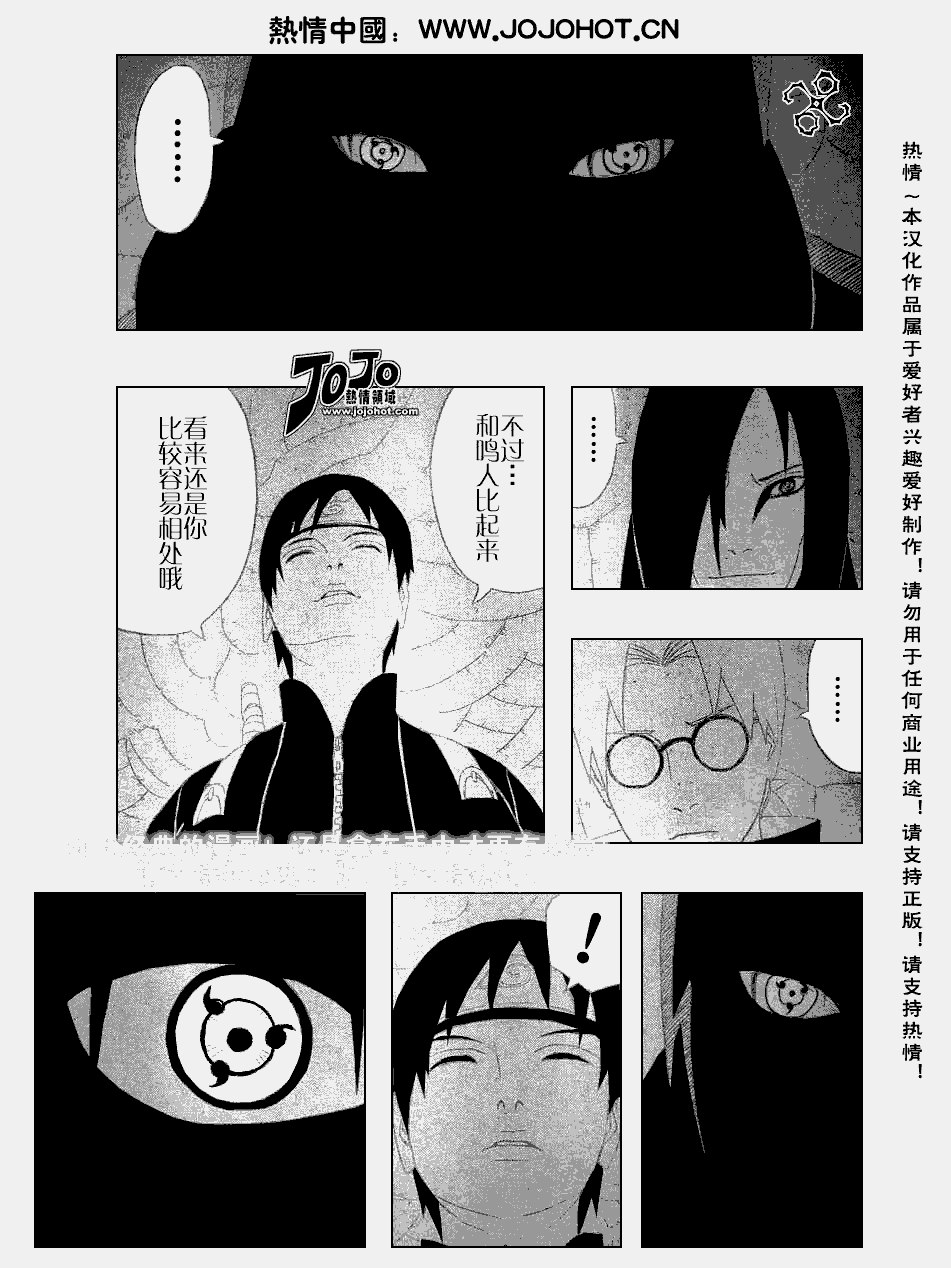 熱情中國：WWW.JOJOHOT.CN
……
热情~本汉化作品属于爱好者兴趣爱好制作！请勿用于任何商业用途！请支持正版！请支持热情！
JoJo
熱情領域
www.jojohot.com
……
不过…
和鸣人比起来
看来还是你
比较容易相处哦
……
！